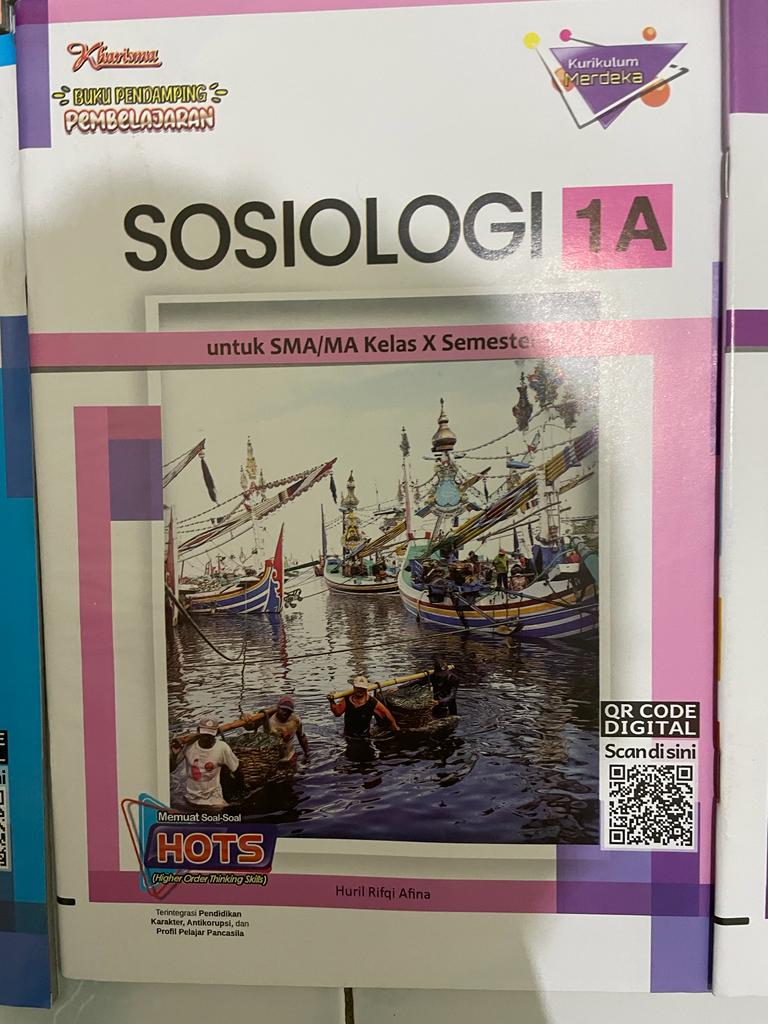 Kharisma
BUKU PENDAMPING
PEMBELAJARAN
Kurikulum
Merdeka
SOSIOLOGI 1A
untuk SMA/MA Kelas X Semester
QR CODE
DIGITAL
Scan di sini
Memuat Soal-Soal
HOTS
(Higher Order Thinking Skills)
Huril Rifqi Afina
Terintegrasi Pendidikan
Karakter, Antikorupsi, dan
Profil Pelajar Pancasila